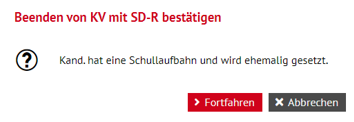 Beenden von KV mit SD-R bestätigen
Kand. hat eine Schullaufbahn und wird ehemalig gesetzt.
Fortfahren Abbrechen